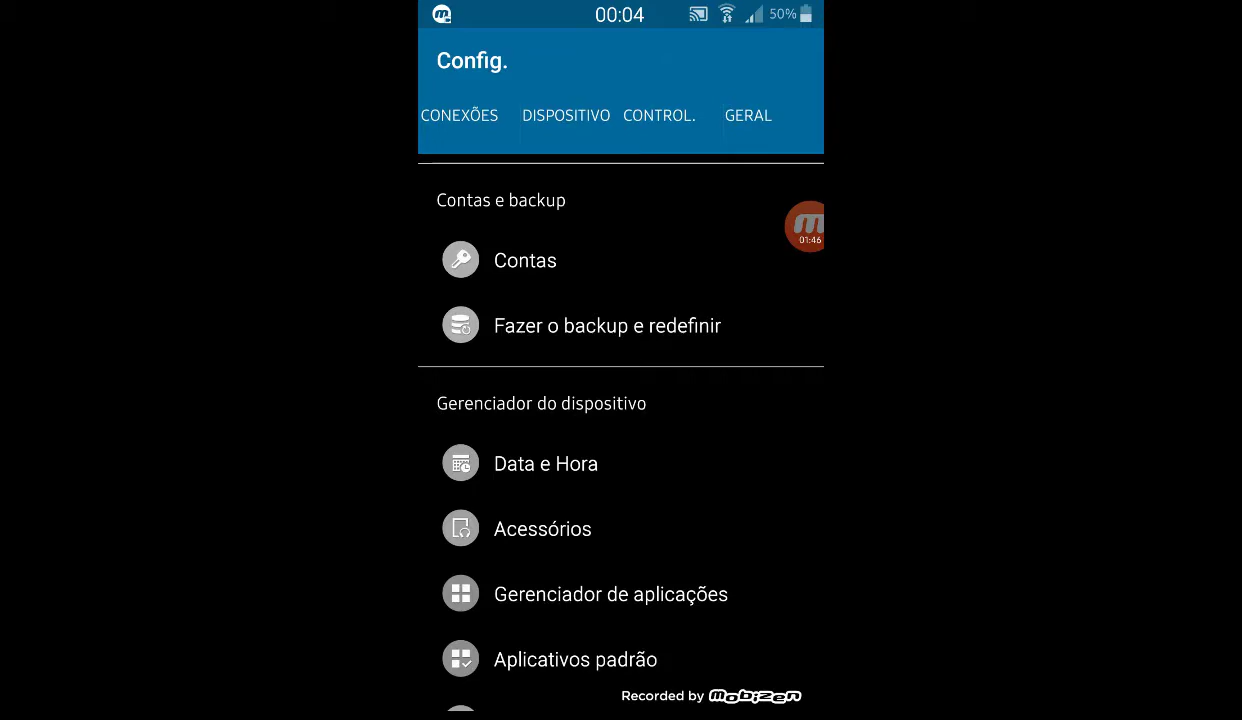 00:04
50%
Config.
CONEXÕES DISPOSITIVO CONTROL. GERAL
Contas e backup
m
01:46
Contas
Fazer o backup e redefinir
Gerenciador do dispositivo
Data e Hora
Acessórios
Gerenciador de aplicações
Aplicativos padrão
Recorded by mobizen